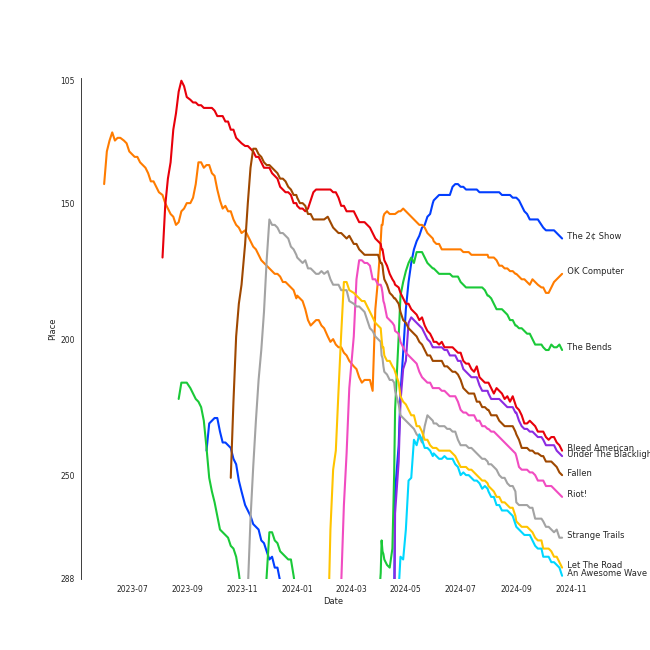 105
150
200
250
288
Place
2023-07
2023-09
2023-11
2024-01
2024-03
2024-05
2024-07
2024-09
2024-11
Date
The 2¢ Show
OK Computer
The Bends
Bleed American
Under The Blackligh
Fallen
Riot!
Strange Trails
Let The Road
An Awesome Wave